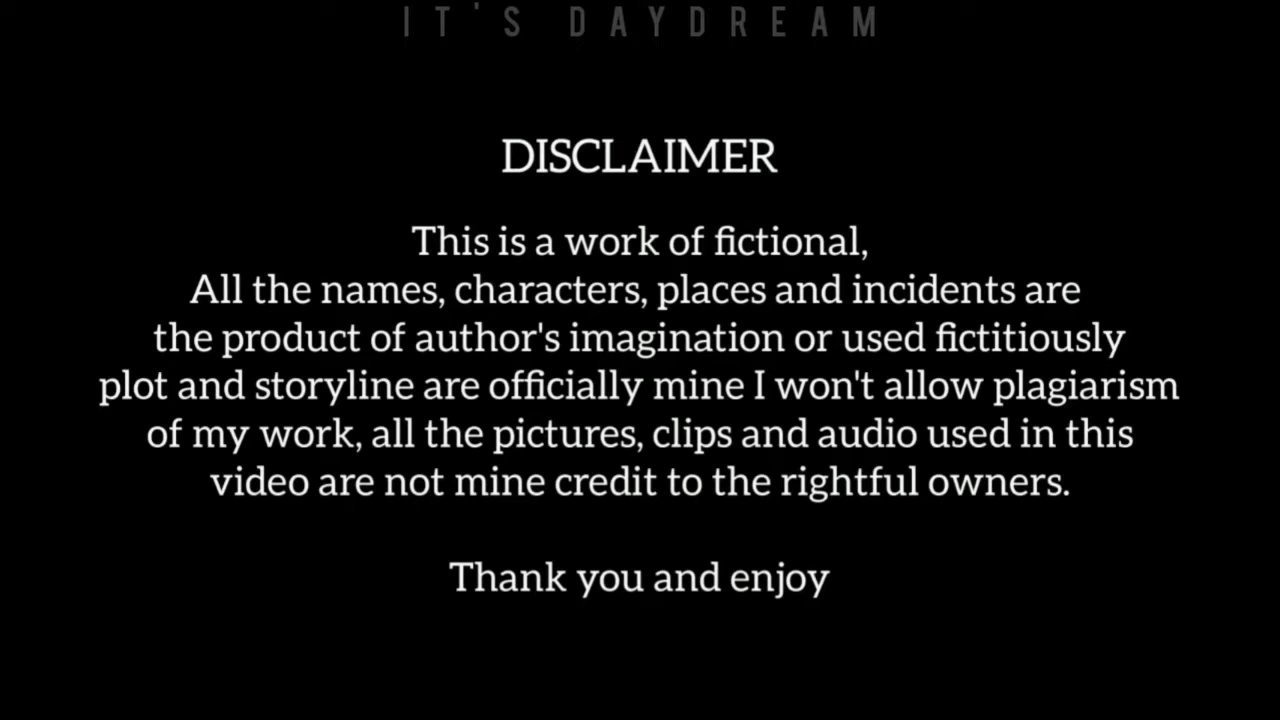 IT'S DAYDREAM
DISCLAIMER
This is a work of fictional,
All the names, characters, places and incidents are
the product of author's imagination or used fictitiously
plot and storyline are officially mine I won't allow plagiarism
of my work, all the pictures, clips and audio used in this
video are not mine credit to the rightful owners.
Thank you and enjoy